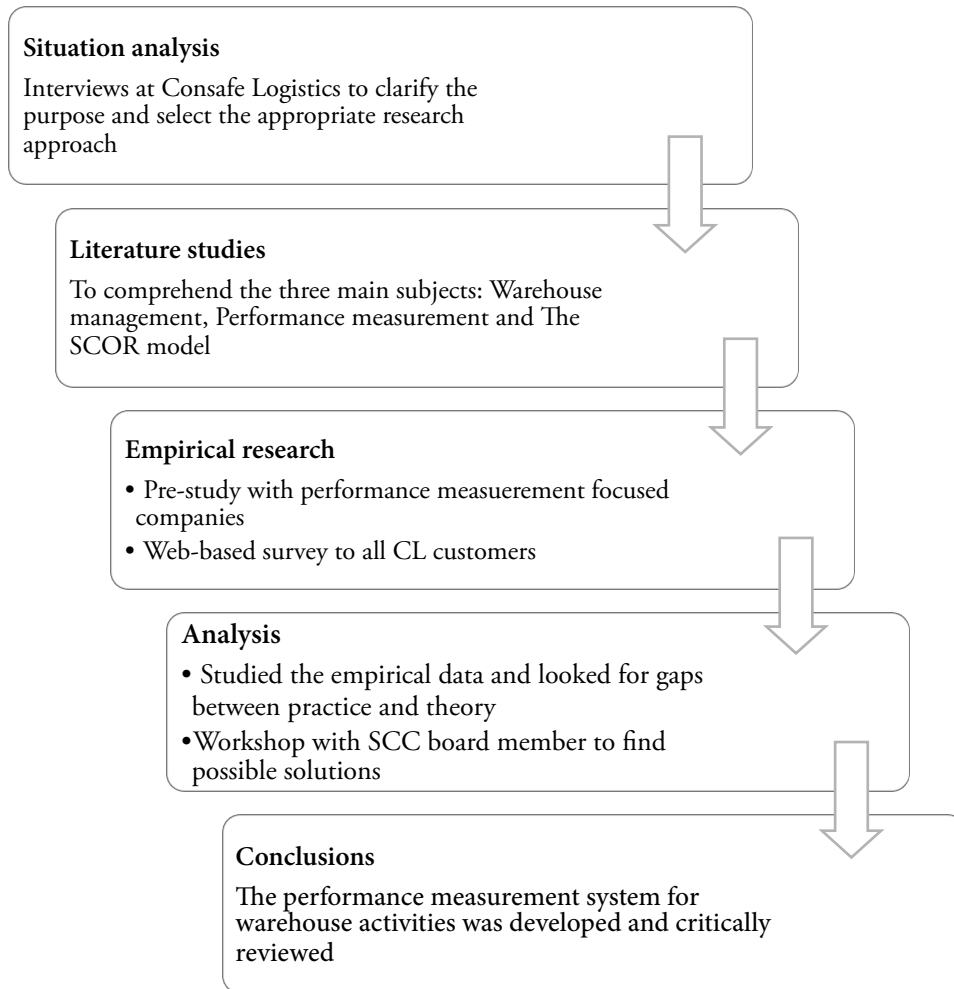 Situation analysis
Interviews at Consafe Logistics to clarify the
purpose and select the appropriate research
approach
Literature studies
To comprehend the three main subjects: Warehouse
management, Performance measurement and The
SCOR model
Empirical research
• Pre-study with performance measuerement focused
companies
• Web-based survey to all CL customers
Analysis
• Studied the empirical data and looked for gaps
between practice and theory
•Workshop with SCC board member to find
possible solutions
Conclusions
The performance measurement system for
warehouse activities was developed and critically
reviewed